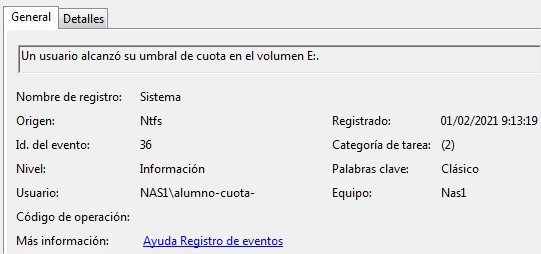 General Detalles
Un usuario alcanzó su umbral de cuota en el volumen E:.
Nombre de registro: Sistema
Origen: Ntfs Registrado: 01/02/2021 9:13:19
Id. del evento: 36 Categoría de tarea: (2)
Nivel: Información Palabras clave: Clásico
Usuario: NAS1\alumno-cuota- Equipo: Nas1
Código de operación:
Más información: Ayuda Registro de eventos